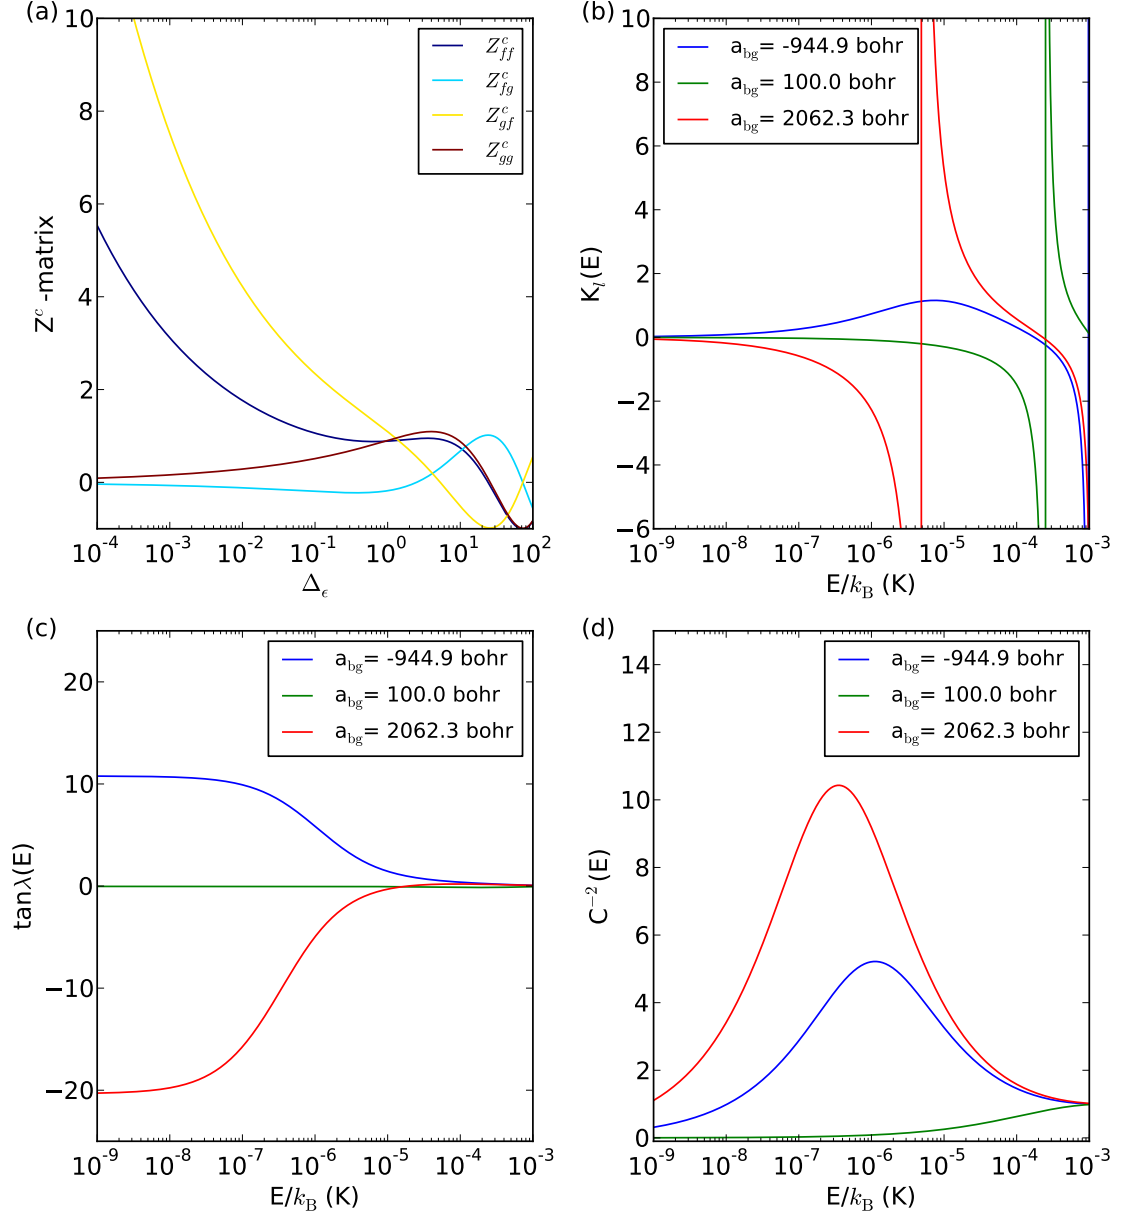 (a)
Z^c_ff
Z^c_fg
Z^c_gf
Z^c_gg
10
8
6
4
2
0
Z^c -matrix
10^-4 10^-3 10^-2 10^-1 10^0 10^1 10^2
Δ_ϵ
(b)
a_bg= -944.9 bohr
a_bg= 100.0 bohr
a_bg= 2062.3 bohr
10
8
6
4
2
0
−2
−4
−6
K_l(E)
10^-9 10^-8 10^-7 10^-6 10^-5 10^-4 10^-3
E/k_B (K)
(c)
a_bg= -944.9 bohr
a_bg= 100.0 bohr
a_bg= 2062.3 bohr
20
10
0
−10
−20
tanλ(E)
10^-9 10^-8 10^-7 10^-6 10^-5 10^-4 10^-3
E/k_B (K)
(d)
a_bg= -944.9 bohr
a_bg= 100.0 bohr
a_bg= 2062.3 bohr
14
12
10
8
6
4
2
0
C^−2(E)
10^-9 10^-8 10^-7 10^-6 10^-5 10^-4 10^-3
E/k_B (K)